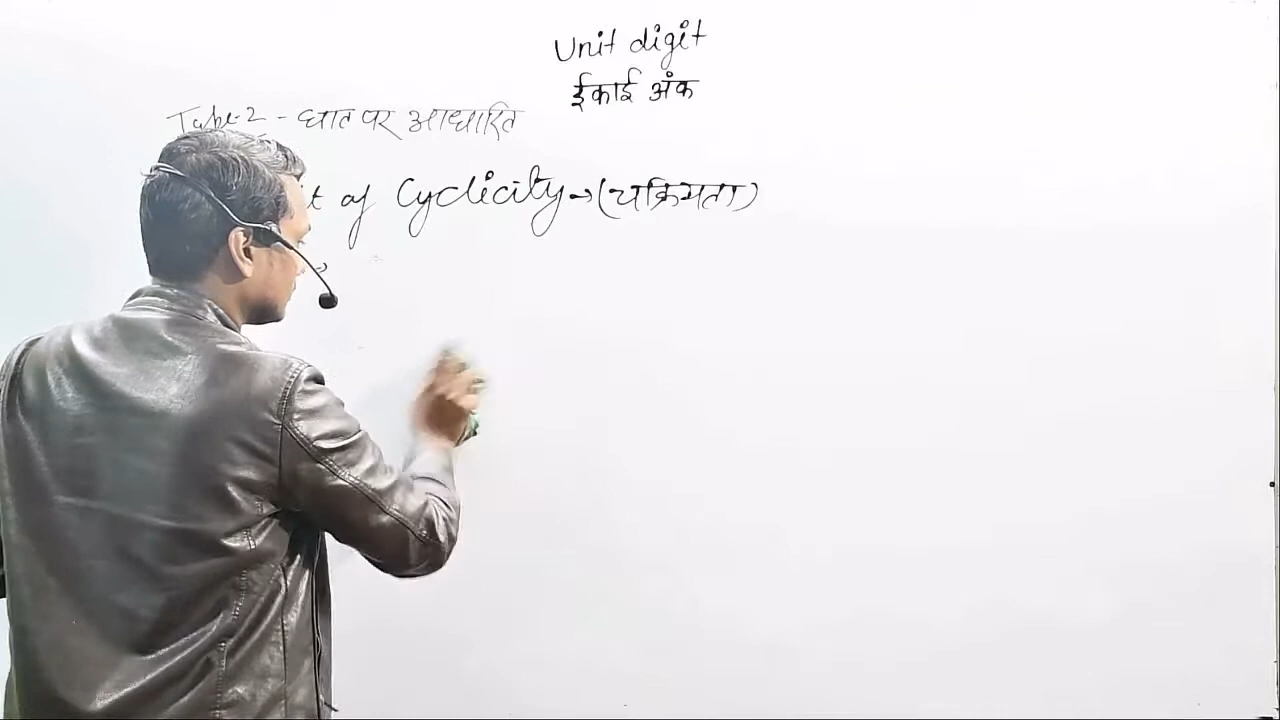 Unit digit
ईकाई अंक
Type-2 - घात पर आधारित
of Cyclicity → (चक्रियता)